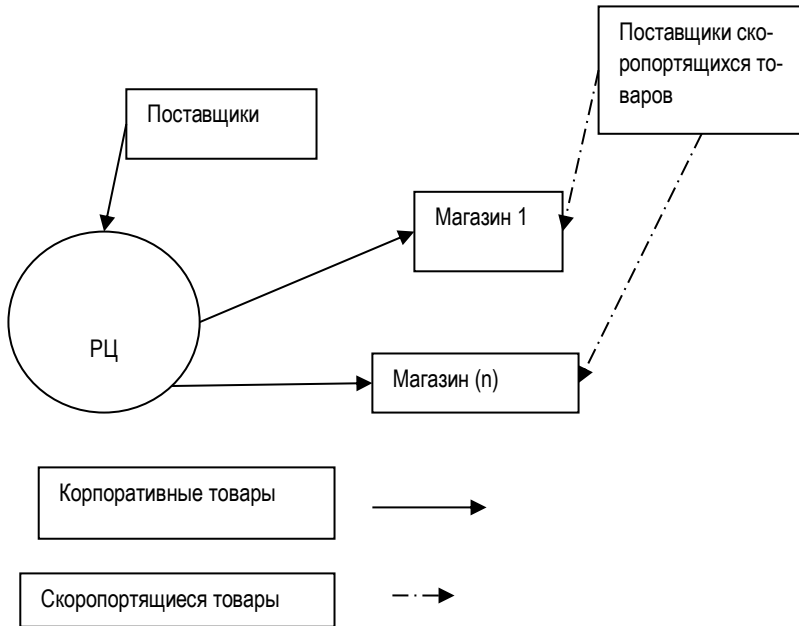 Поставщики ско-
ропортящихся то-
варов
Поставщики
Магазин 1
РЦ
Магазин (n)
Корпоративные товары
Скоропортящиеся товары